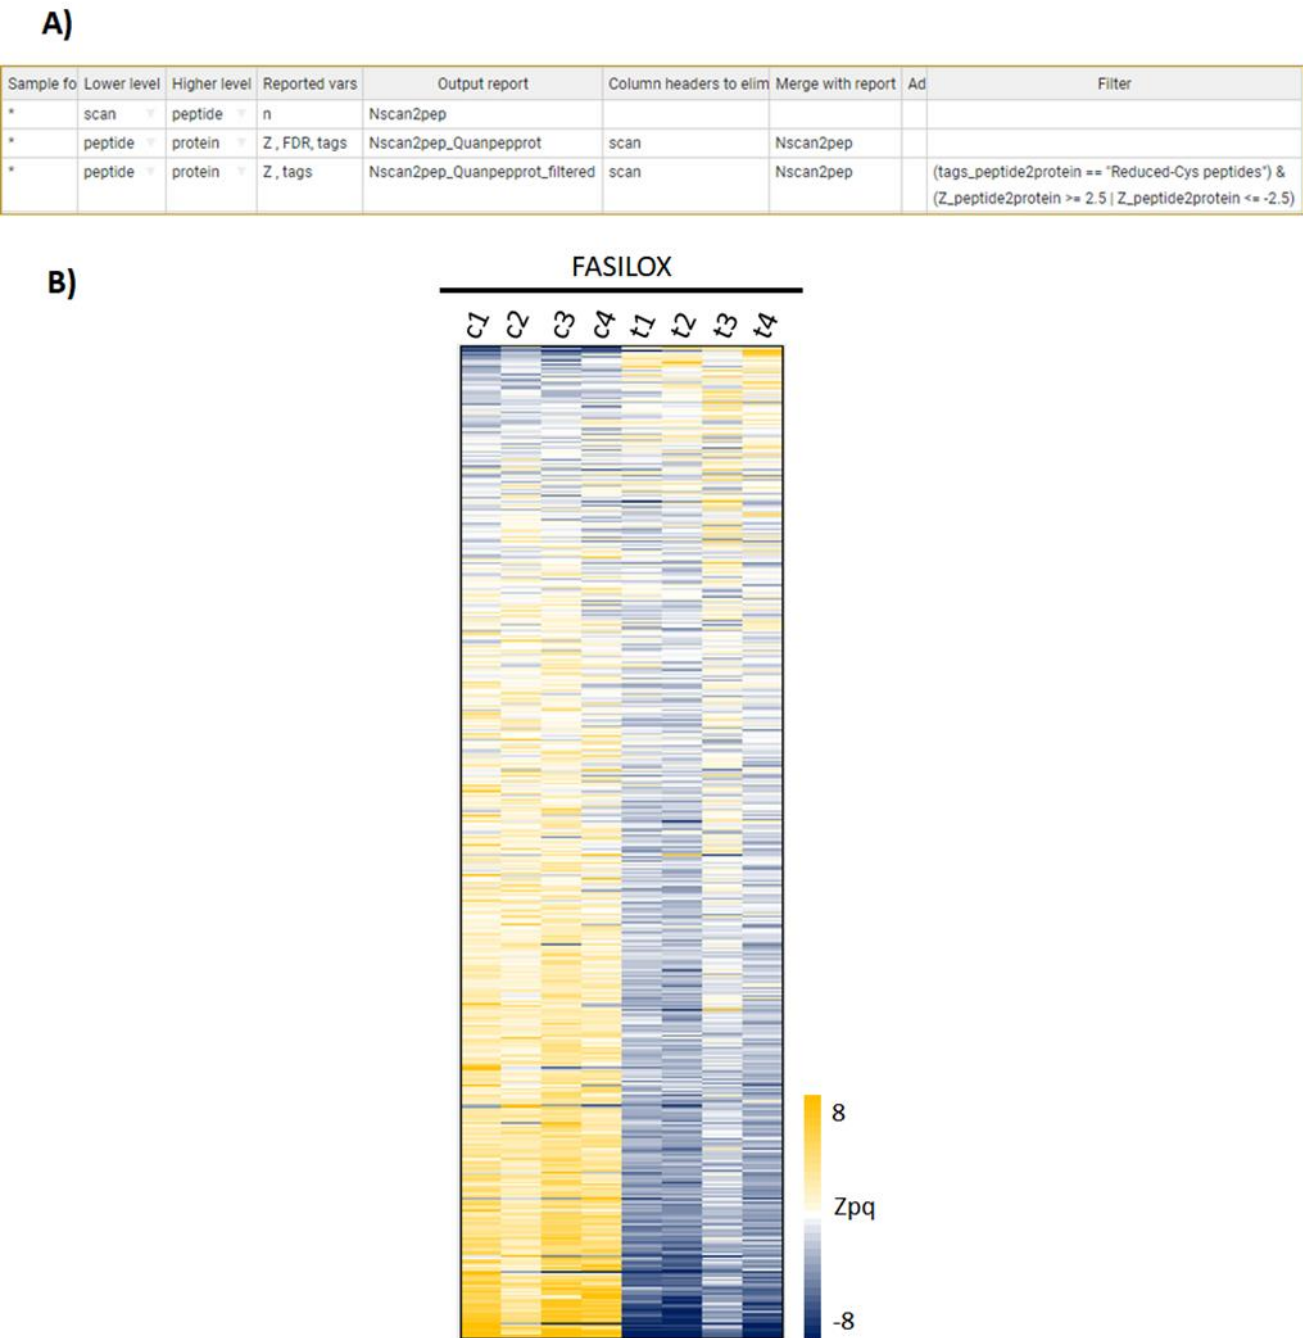 A)
Sample fo Lower level Higher level Reported vars Output report Column headers to elim Merge with report Ad Filter
* scan peptide n Nscan2pep
* peptide protein Z , FDR, tags Nscan2pep_Quanpepprot scan Nscan2pep
* peptide protein Z , tags Nscan2pep_Quanpepprot_filtered scan Nscan2pep (tags_peptide2protein == "Reduced-Cys peptides") &
(Z_peptide2protein >= 2.5 | Z_peptide2protein <= -2.5)
B)
FASILOX
c1 c2 c3 c4 t1 t2 t3 t4
8
Zpq
-8